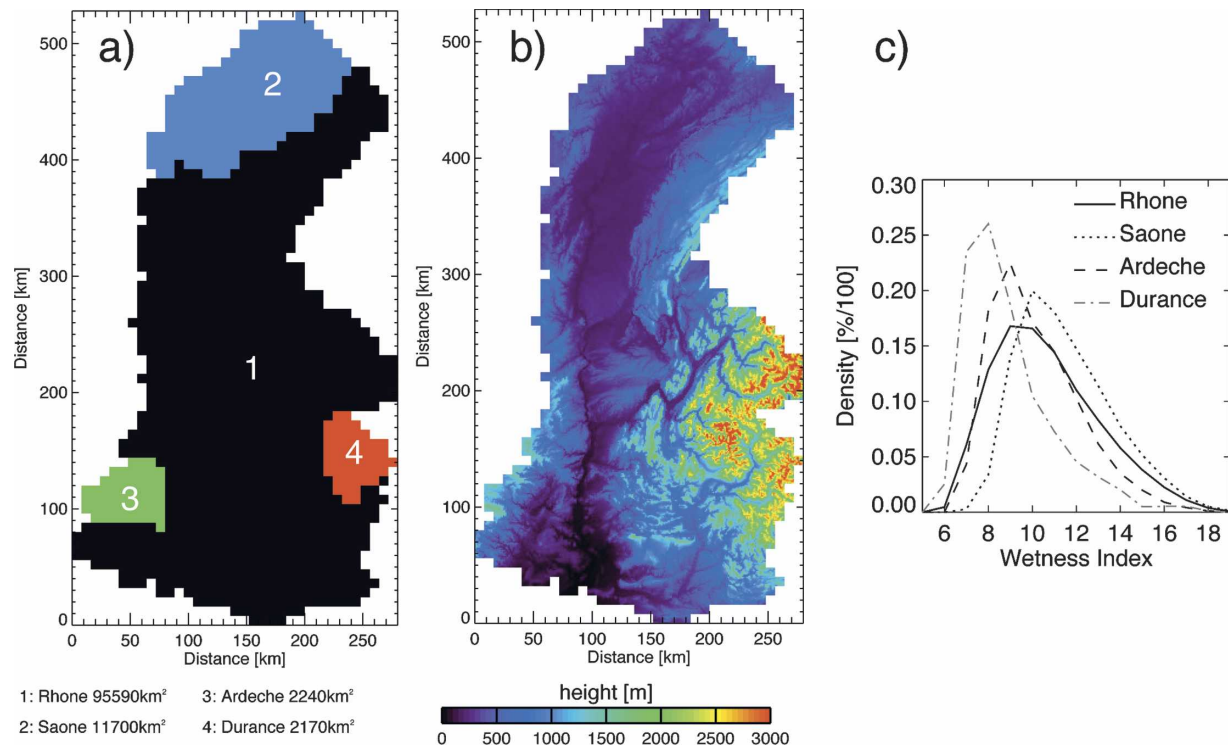 a)
500
400
300
200
100
0
Distance [km]
2
1
3
4
0 50 100 150 200 250
Distance [km]
1: Rhone 95590km²
2: Saone 11700km²
3: Ardeche 2240km²
4: Durance 2170km²
b)
500
400
300
200
100
0
Distance [km]
0 50 100 150 200 250
Distance [km]
height [m]
0 500 1000 1500 2000 2500 3000
c)
0.30
0.25
0.20
0.15
0.10
0.05
0.00
Density [%/100]
Rhone
Saone
Ardeche
Durance
6 8 10 12 14 16 18
Wetness Index